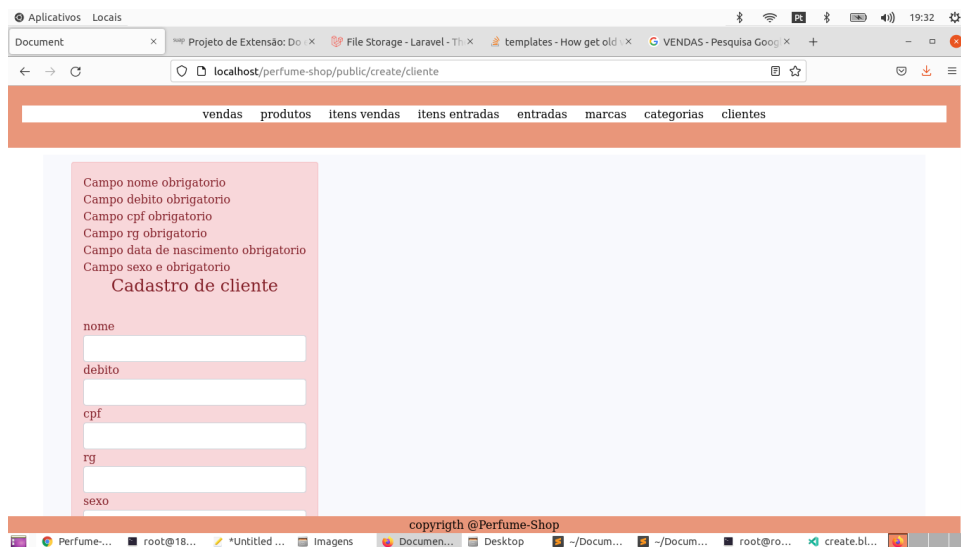 Aplicativos Locais Pt 19:32
Document Projeto de Extensão: Do File Storage - Laravel - Th templates - How get old v VENDAS - Pesquisa Goog
localhost/perfume-shop/public/create/cliente
vendas produtos itens vendas itens entradas entradas marcas categorias clientes
Campo nome obrigatorio
Campo debito obrigatorio
Campo cpf obrigatorio
Campo rg obrigatorio
Campo data de nascimento obrigatorio
Campo sexo e obrigatorio
Cadastro de cliente
nome
debito
cpf
rg
sexo
copyrigth @Perfume-Shop
Perfume-... root@18... *Untitled ... Imagens Documen... Desktop ~/Docum... ~/Docum... root@ro... create.bl...